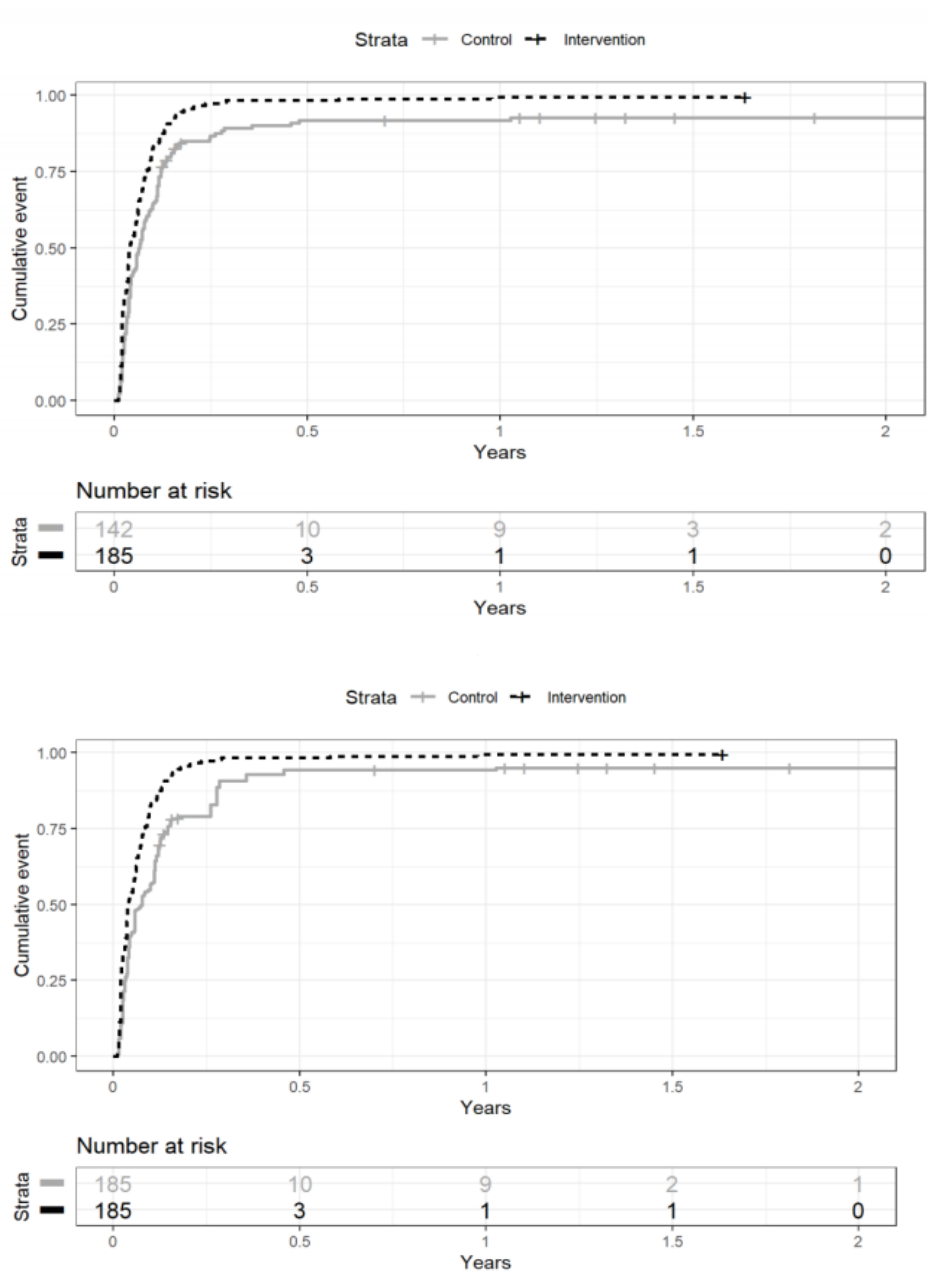 Strata Control Intervention
1.00
0.75
0.50
0.25
0.00
Cumulative event
0 0.5 1 1.5 2
Years
Number at risk
Strata
142 10 9 3 2
185 3 1 1 0
0 0.5 1 1.5 2
Years
Strata Control Intervention
1.00
0.75
0.50
0.25
0.00
Cumulative event
0 0.5 1 1.5 2
Years
Number at risk
Strata
185 10 9 2 1
185 3 1 1 0
0 0.5 1 1.5 2
Years